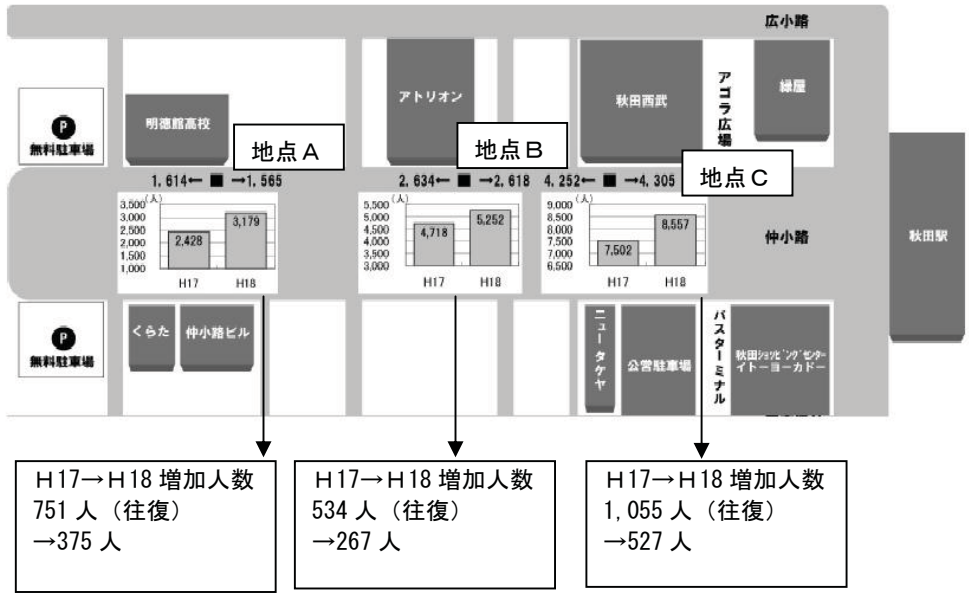 広小路
アトリオン
秋田西武
アゴラ広場
緑屋
P
無料駐車場
明徳館高校
地点A
地点B
地点C
1,614← ■ →1,565
2,634← ■ →2,618
4,252← ■ →4,305
(人)
3,500
3,000
2,500
2,000
1,500
1,000
2,428
3,179
H17 H18
(人)
5,500
5,000
4,500
4,000
3,500
3,000
4,718
5,252
H17 H18
(人)
9,000
8,500
8,000
7,500
7,000
6,500
7,502
8,557
H17 H18
仲小路
秋田駅
P
無料駐車場
くらた
仲小路ビル
ニュータケヤ
公営駐車場
バスターミナル
秋田ショッピングセンター
イトーヨーカドー
H17→H18 増加人数
751 人(往復)
→375 人
H17→H18 増加人数
534 人(往復)
→267 人
H17→H18 増加人数
1,055 人(往復)
→527 人